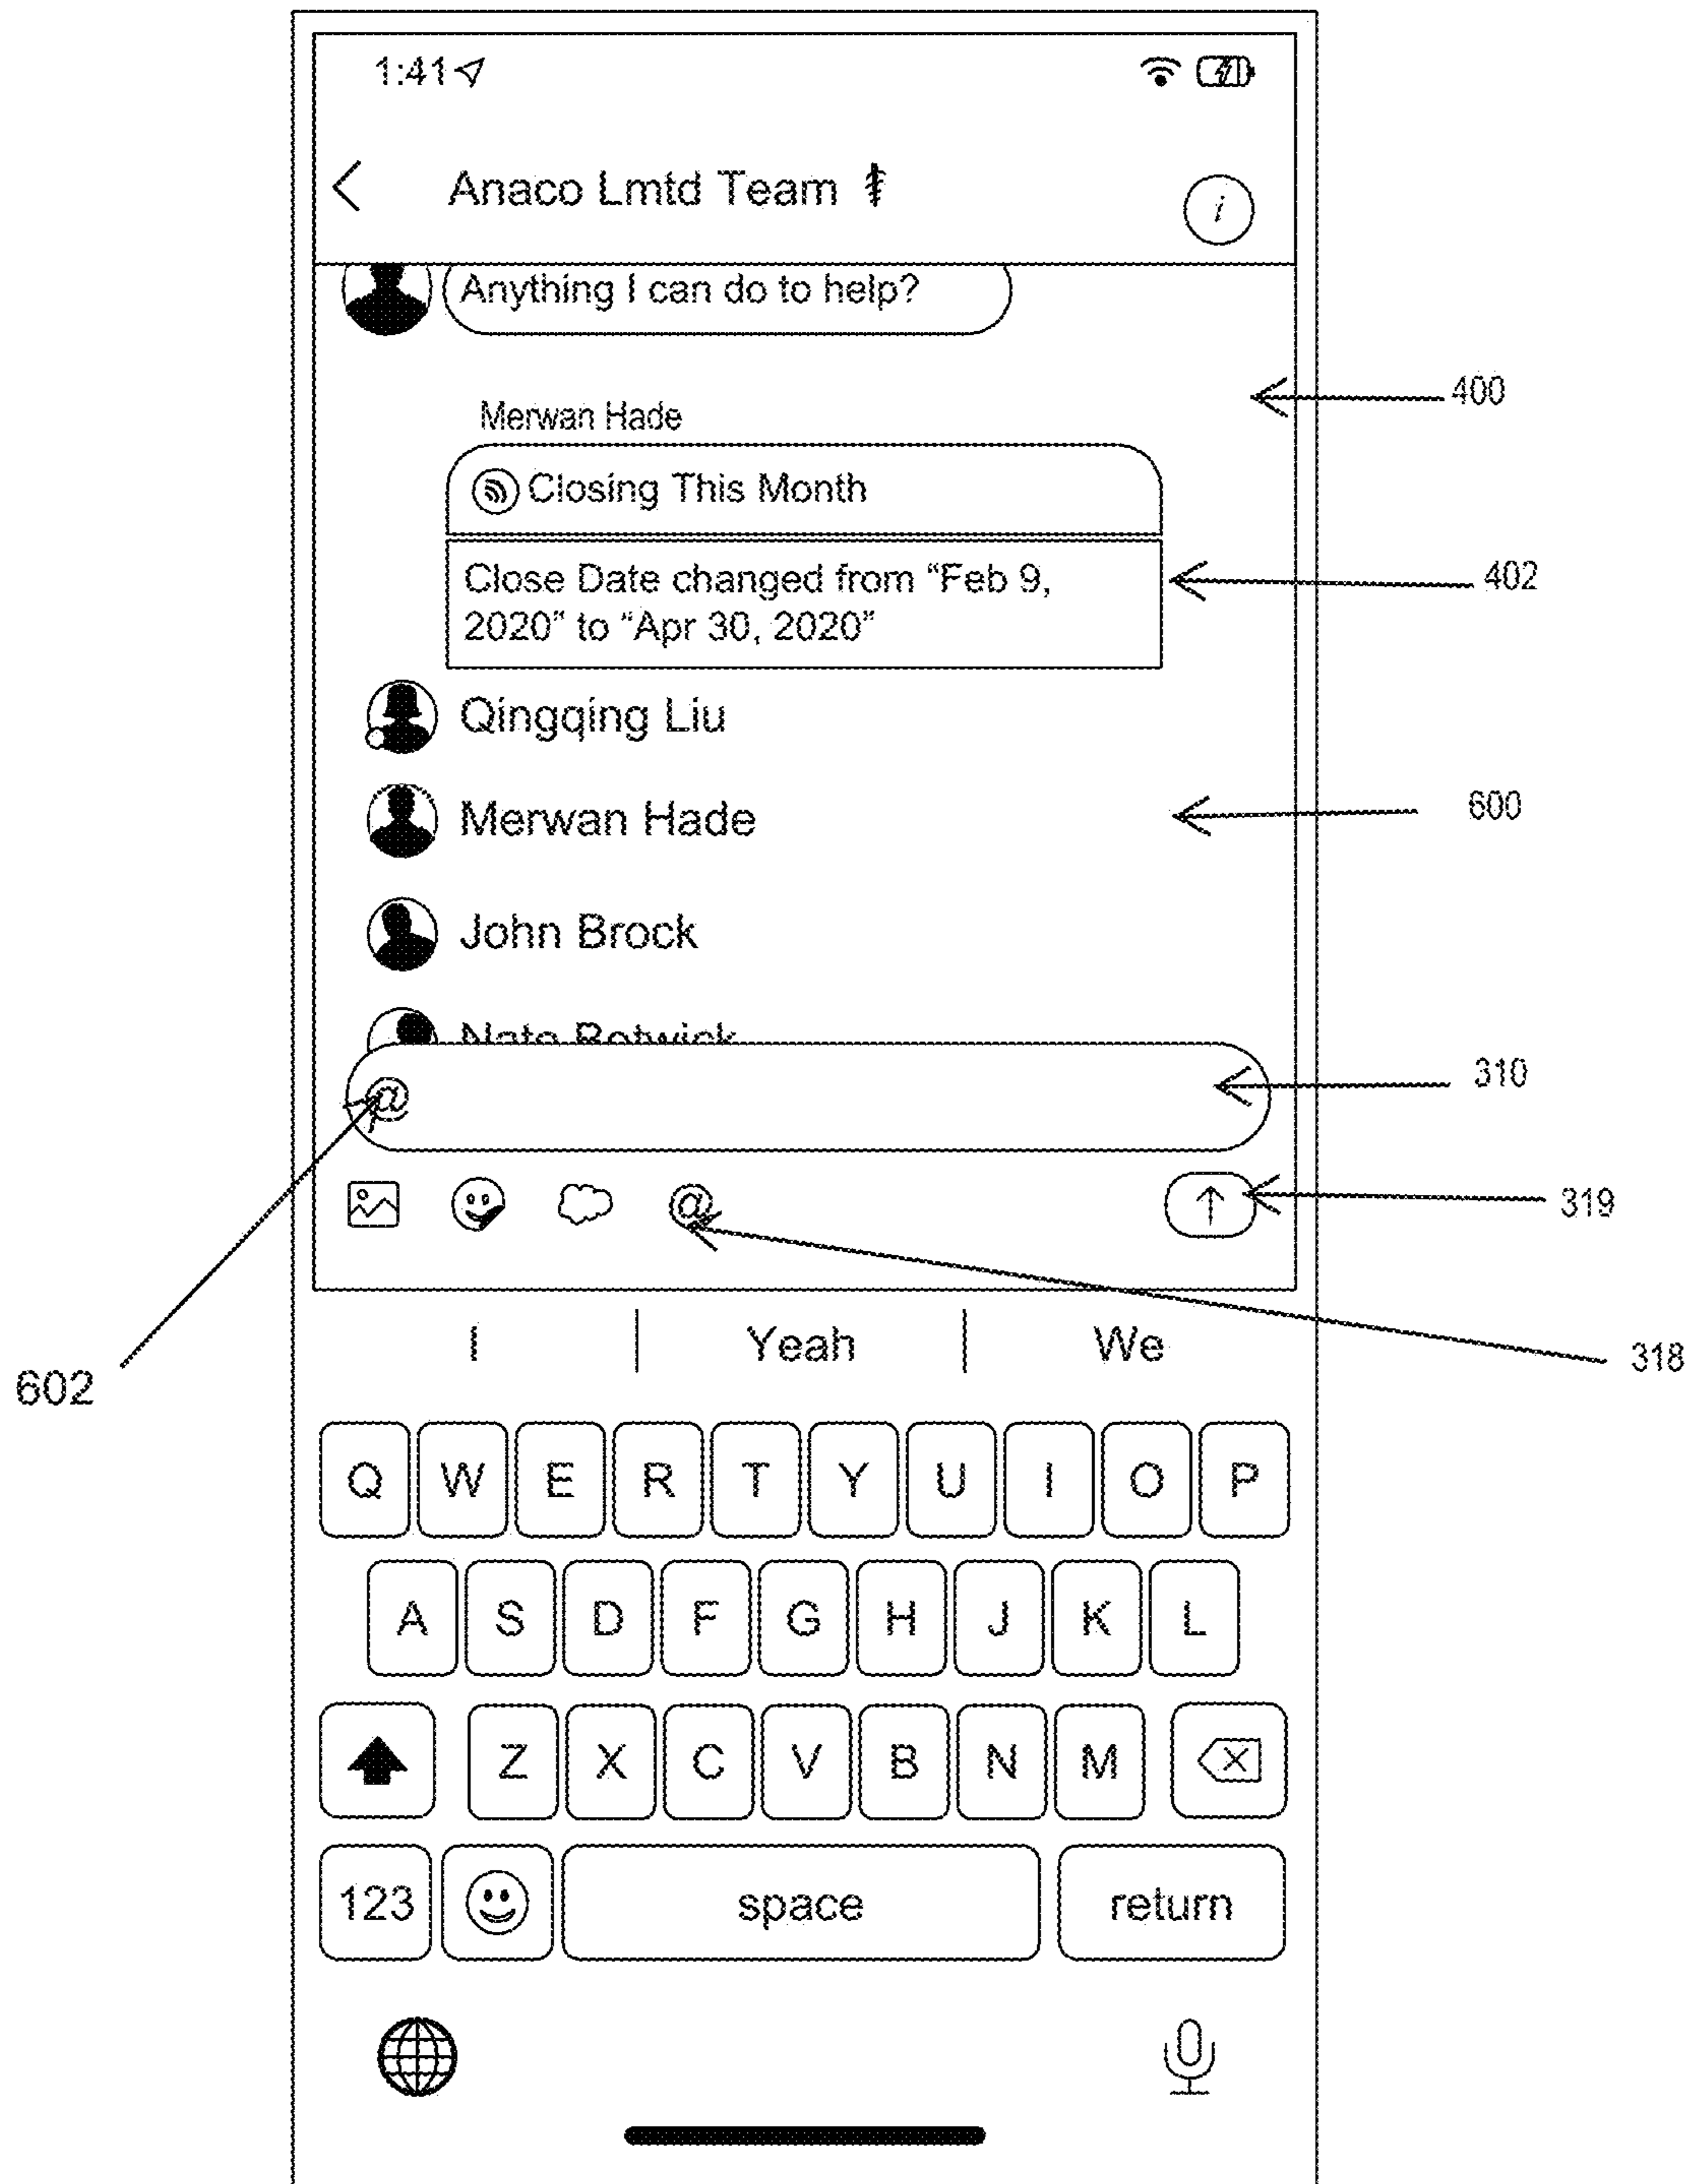 1:41
Anaco Lmtd Team
i
Anything I can do to help?
400
Merwan Hade
Closing This Month
Close Date changed from “Feb 9,
2020” to “Apr 30, 2020”
402
Qingqing Liu
Merwan Hade
600
John Brock
Nate Botwick
@
310
@
319
I Yeah We
318
602
Q W E R T Y U I O P
A S D F G H J K L
Z X C V B N M
123 space return